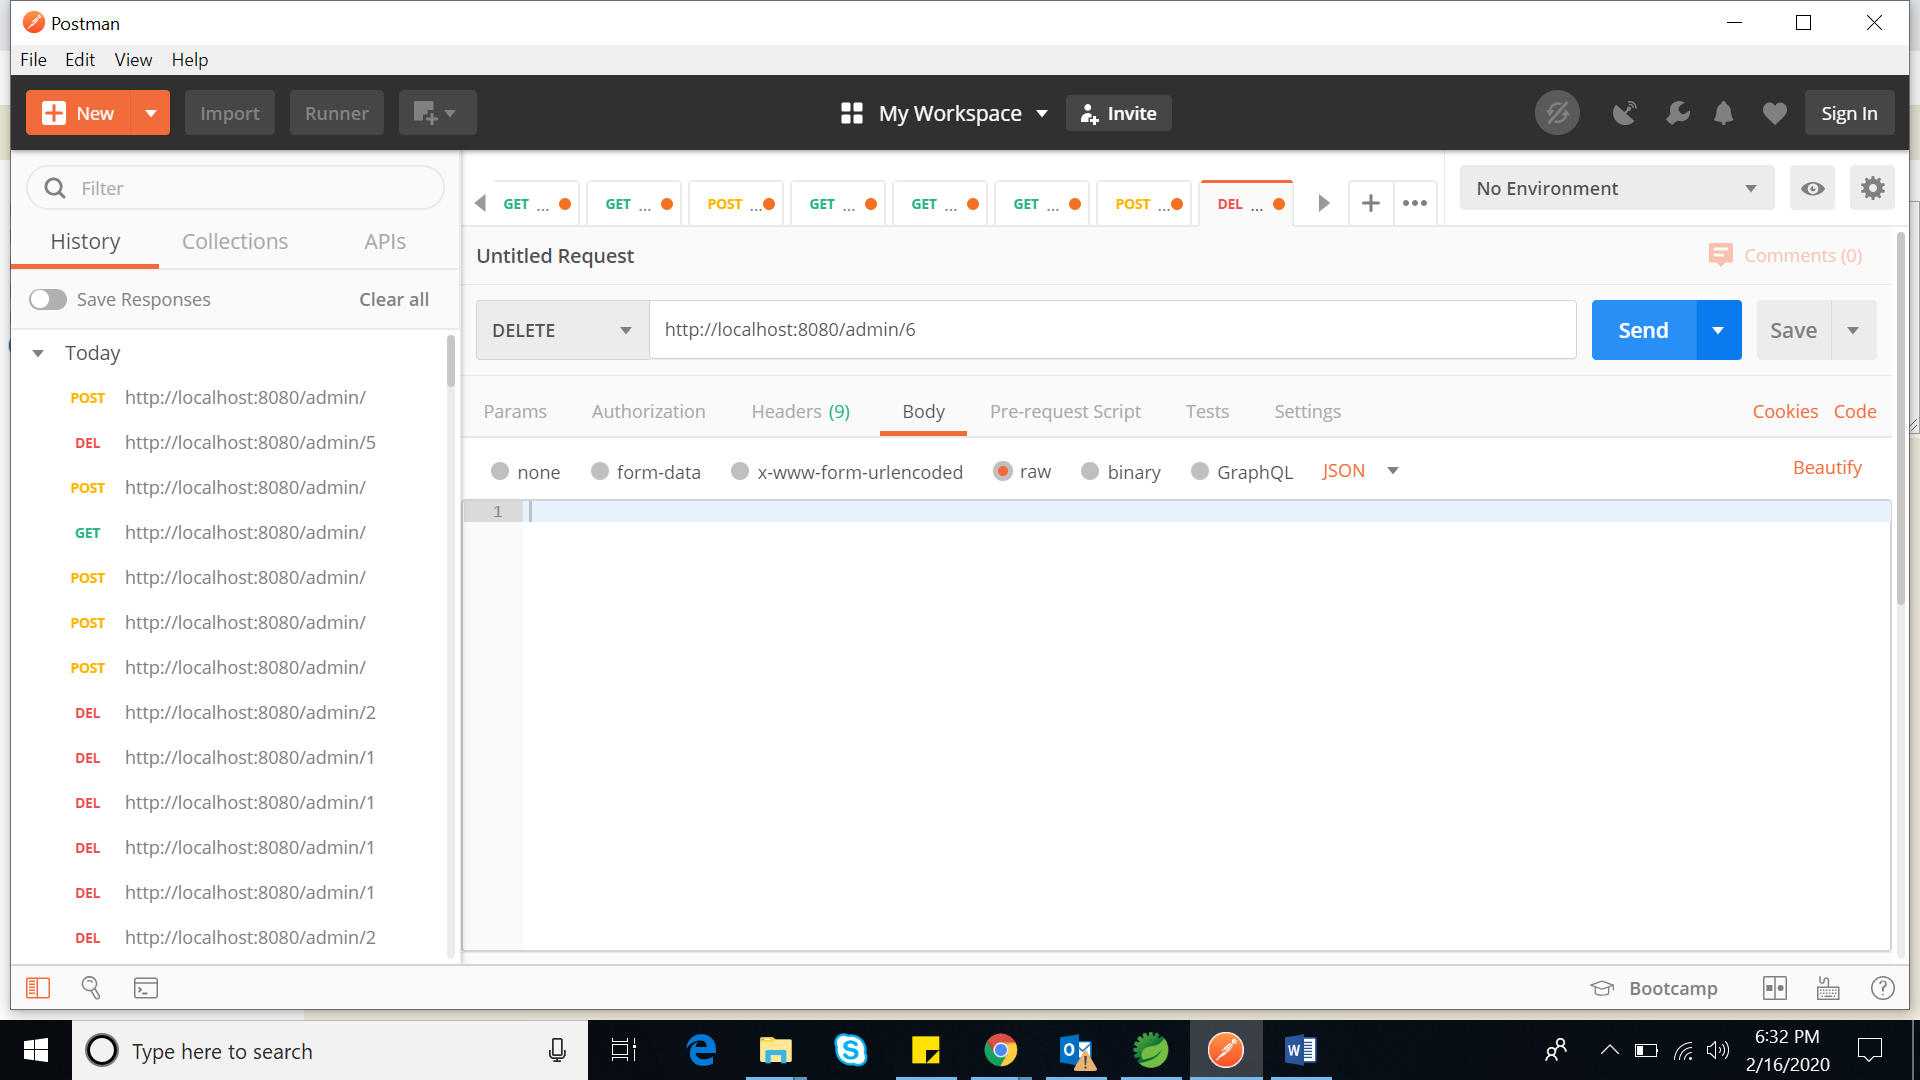 Postman
File Edit View Help
New Import Runner My Workspace Invite Sign In
Filter
History Collections APIs
Save Responses Clear all
Today
POST http://localhost:8080/admin/
DEL http://localhost:8080/admin/5
POST http://localhost:8080/admin/
GET http://localhost:8080/admin/
POST http://localhost:8080/admin/
POST http://localhost:8080/admin/
POST http://localhost:8080/admin/
DEL http://localhost:8080/admin/2
DEL http://localhost:8080/admin/1
DEL http://localhost:8080/admin/1
DEL http://localhost:8080/admin/1
DEL http://localhost:8080/admin/1
DEL http://localhost:8080/admin/2
GET ... GET ... POST ... GET ... GET ... GET ... POST ... DEL ...
No Environment
Untitled Request Comments (0)
DELETE http://localhost:8080/admin/6 Send Save
Params Authorization Headers (9) Body Pre-request Script Tests Settings Cookies Code
none form-data x-www-form-urlencoded raw binary GraphQL JSON Beautify
1
Bootcamp
Type here to search
6:32 PM
2/16/2020